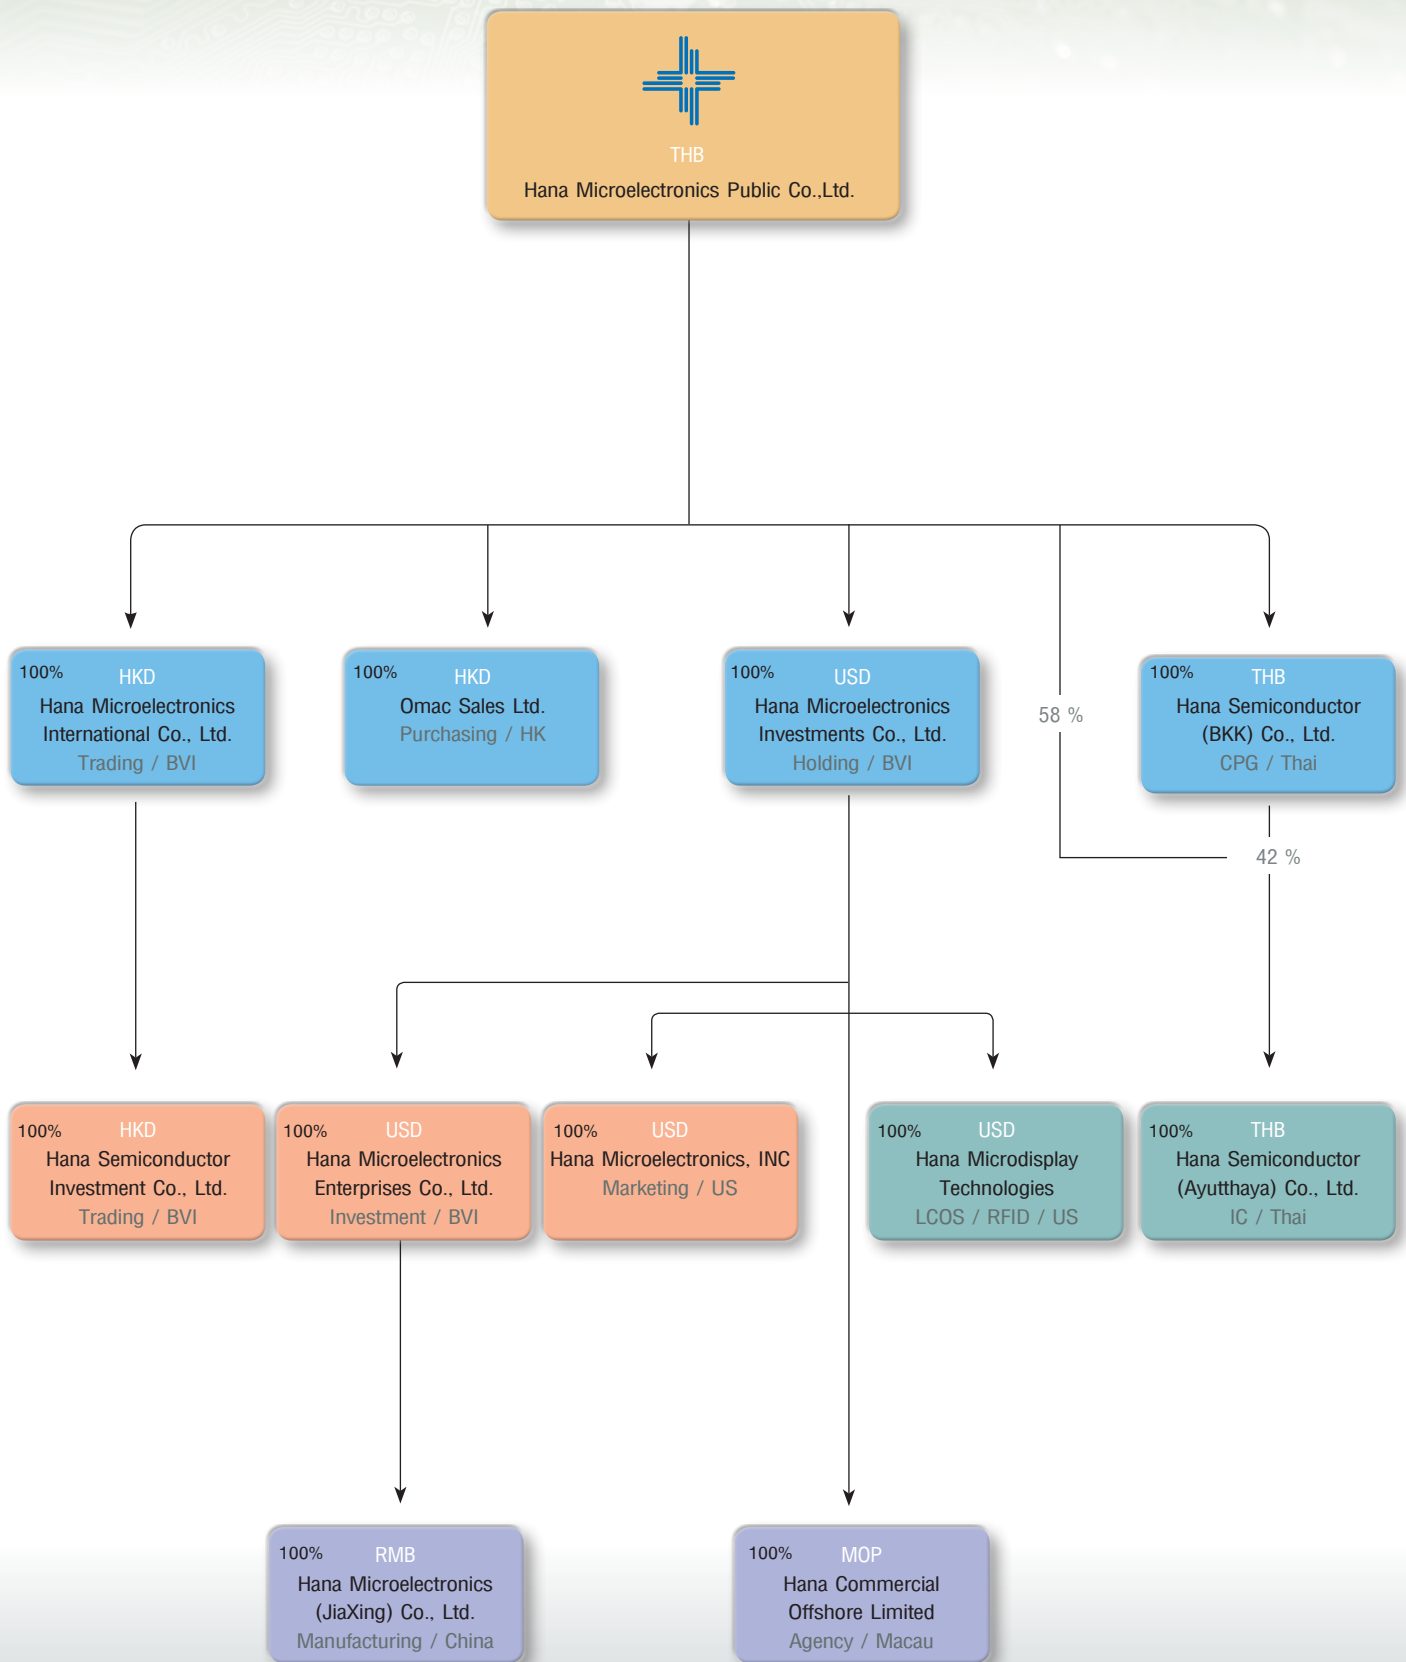 THB
Hana Microelectronics Public Co.,Ltd.
100% HKD
Hana Microelectronics
International Co., Ltd.
Trading / BVI
100% HKD
Omac Sales Ltd.
Purchasing / HK
100% USD
Hana Microelectronics
Investments Co., Ltd.
Holding / BVI
58 %
100% THB
Hana Semiconductor
(BKK) Co., Ltd.
CPG / Thai
42 %
100% HKD
Hana Semiconductor
Investment Co., Ltd.
Trading / BVI
100% USD
Hana Microelectronics
Enterprises Co., Ltd.
Investment / BVI
100% USD
Hana Microelectronics, INC
Marketing / US
100% USD
Hana Microdisplay
Technologies
LCOS / RFID / US
100% THB
Hana Semiconductor
(Ayutthaya) Co., Ltd.
IC / Thai
100% RMB
Hana Microelectronics
(JiaXing) Co., Ltd.
Manufacturing / China
100% MOP
Hana Commercial
Offshore Limited
Agency / Macau